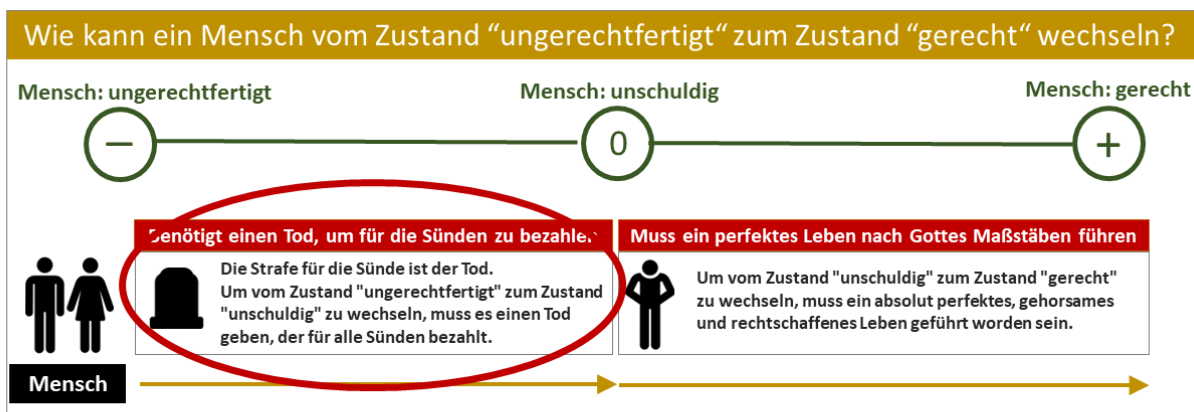 Wie kann ein Mensch vom Zustand “ungerechtfertigt“ zum Zustand “gerecht“ wechseln?
Mensch: ungerechtfertigt
Mensch: unschuldig
Mensch: gerecht
−
0
+
Benötigt einen Tod, um für die Sünden zu bezahlen
Die Strafe für die Sünde ist der Tod.
Um vom Zustand "ungerechtfertigt" zum Zustand
"unschuldig" zu wechseln, muss es einen Tod
geben, der für alle Sünden bezahlt.
Muss ein perfektes Leben nach Gottes Maßstäben führen
Um vom Zustand "unschuldig" zum Zustand "gerecht"
zu wechseln, muss ein absolut perfektes, gehorsames
und rechtschaffenes Leben geführt worden sein.
Mensch